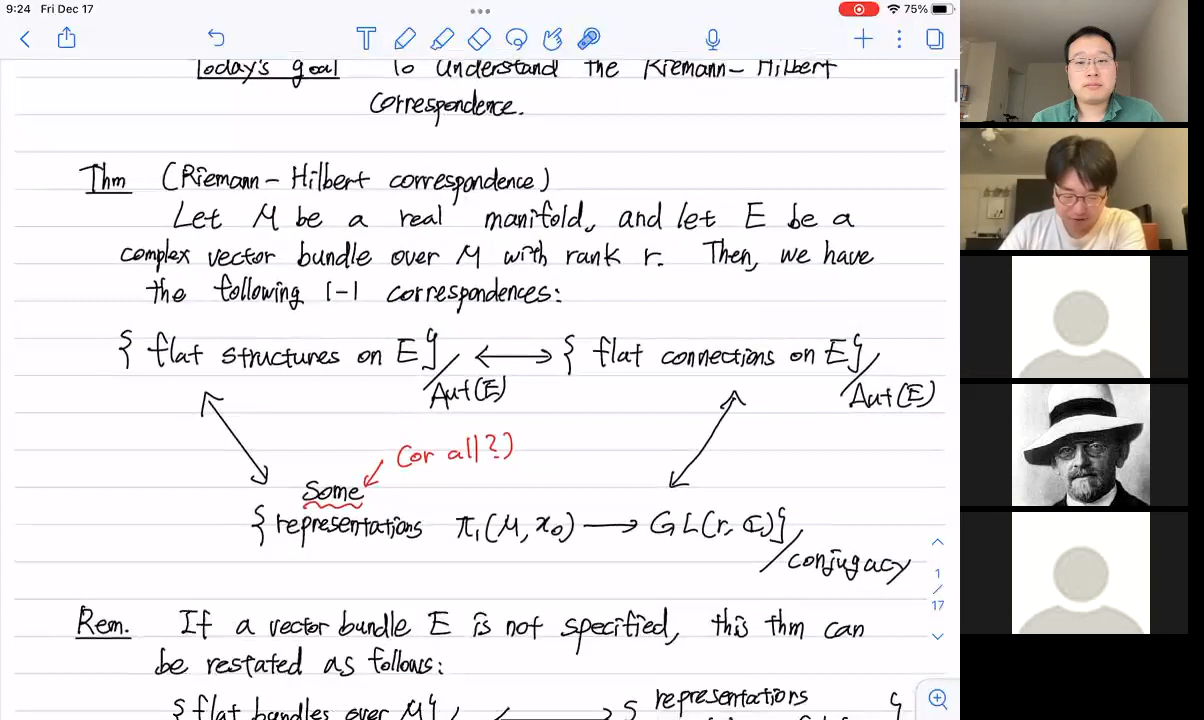 9:24 Fri Dec 17
75%
Today's goal To understand the Riemann-Hilbert
correspondence.
Thm (Riemann-Hilbert correspondence)
Let M be a real manifold, and let E be a
complex vector bundle over M with rank r. Then, we have
the following 1-1 correspondences:
{ flat structures on E}/Aut(E) ⟷ { flat connections on E}/Aut(E)
(or all?)
Some
{ representations π₁(M, x₀) ⟶ GL(r, ℂ)}/conjugacy
Rem. If a vector bundle E is not specified, this thm can
be restated as follows:
representations
{ flat bundles over M}
1
/
17